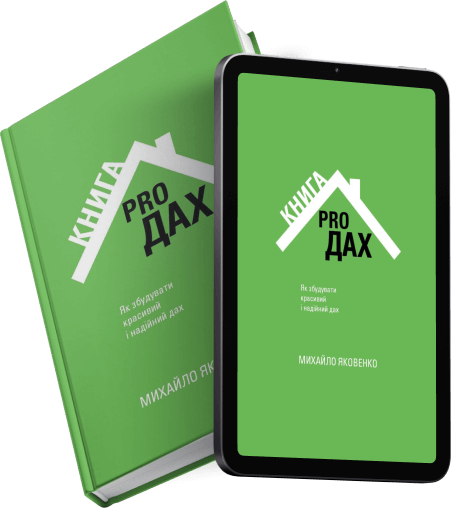 КНИГА
PRO
ДАХ
Як збудувати
красивий
і надійний дах
МИХАЙЛО ЯК
КНИГА
PRO
ДАХ
Як збудувати
красивий
і надійний дах
МИХАЙЛО ЯКОВЕНКО